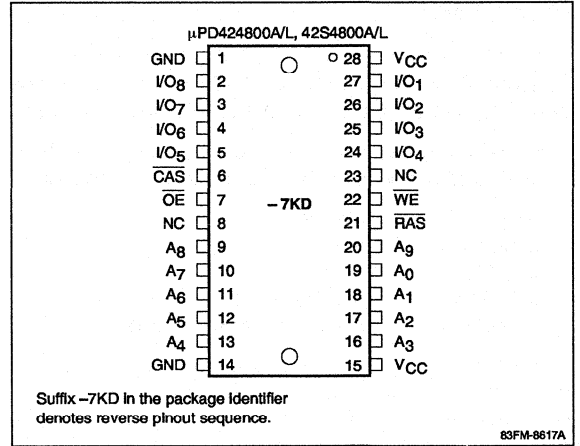 μPD424800A/L, 42S4800A/L
GND 1 28 VCC
I/O8 2 27 I/O1
I/O7 3 26 I/O2
I/O6 4 25 I/O3
I/O5 5 24 I/O4
CAS 6 23 NC
OE 7 –7KD 22 WE
NC 8 21 RAS
A8 9 20 A9
A7 10 19 A0
A6 11 18 A1
A5 12 17 A2
A4 13 16 A3
GND 14 15 VCC
Suffix –7KD in the package identifier
denotes reverse pinout sequence.
83FM-8617A